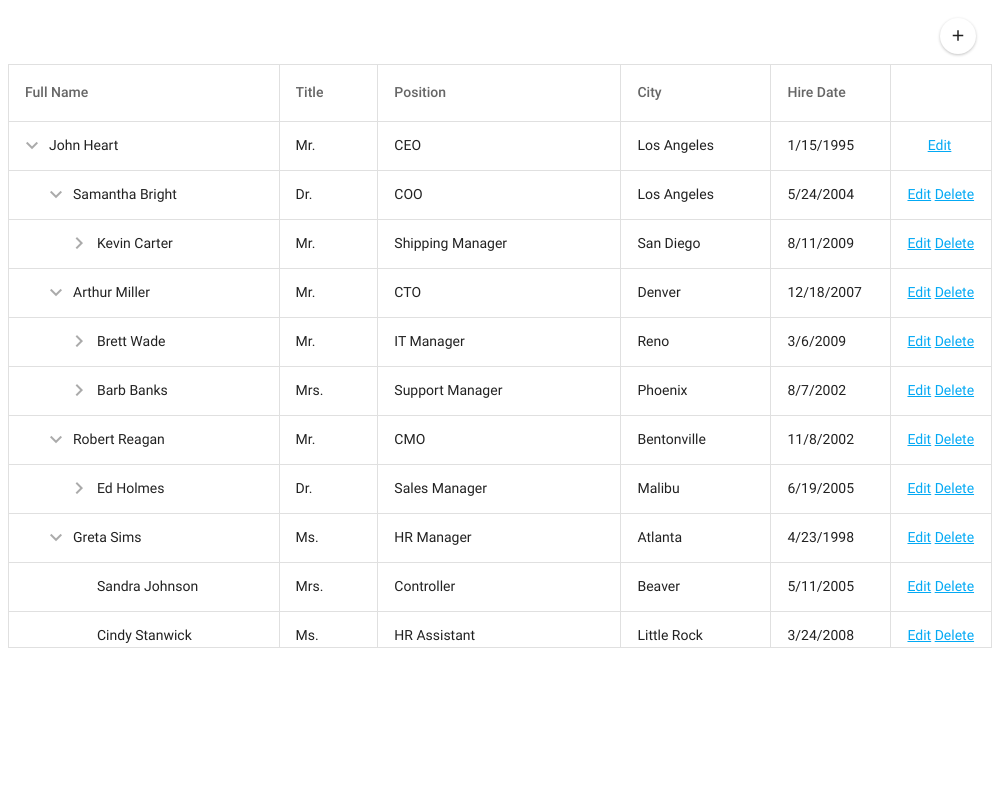 +
Full Name Title Position City Hire Date
John Heart Mr. CEO Los Angeles 1/15/1995 Edit
Samantha Bright Dr. COO Los Angeles 5/24/2004 Edit Delete
Kevin Carter Mr. Shipping Manager San Diego 8/11/2009 Edit Delete
Arthur Miller Mr. CTO Denver 12/18/2007 Edit Delete
Brett Wade Mr. IT Manager Reno 3/6/2009 Edit Delete
Barb Banks Mrs. Support Manager Phoenix 8/7/2002 Edit Delete
Robert Reagan Mr. CMO Bentonville 11/8/2002 Edit Delete
Ed Holmes Dr. Sales Manager Malibu 6/19/2005 Edit Delete
Greta Sims Ms. HR Manager Atlanta 4/23/1998 Edit Delete
Sandra Johnson Mrs. Controller Beaver 5/11/2005 Edit Delete
Cindy Stanwick Ms. HR Assistant Little Rock 3/24/2008 Edit Delete